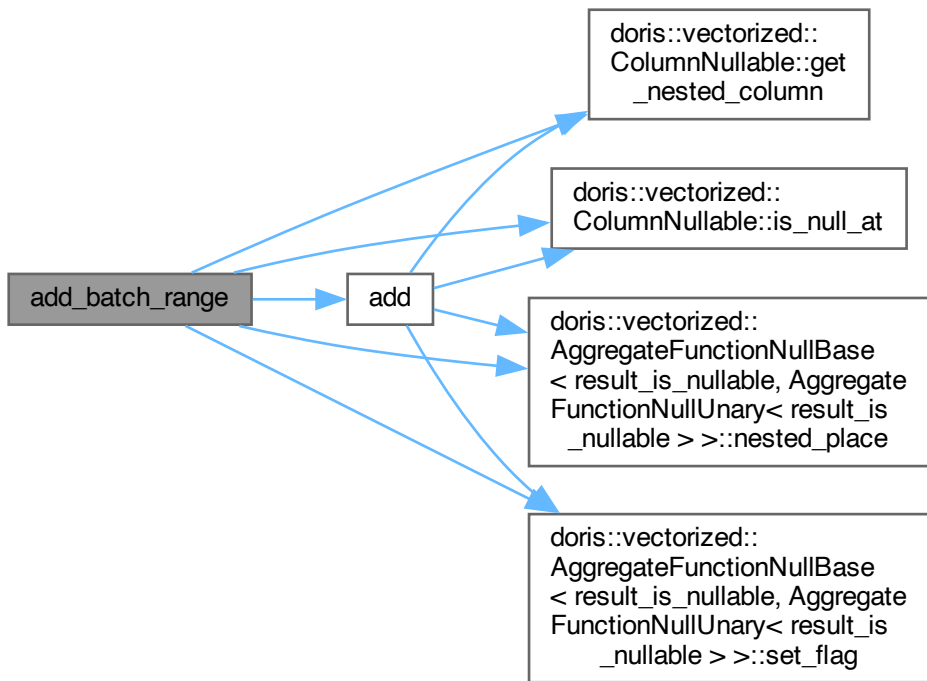 doris::vectorized::
ColumnNullable::get
_nested_column
doris::vectorized::
ColumnNullable::is_null_at
add_batch_range
add
doris::vectorized::
AggregateFunctionNullBase
< result_is_nullable, Aggregate
FunctionNullUnary< result_is
_nullable > >::nested_place
doris::vectorized::
AggregateFunctionNullBase
< result_is_nullable, Aggregate
FunctionNullUnary< result_is
_nullable > >::set_flag